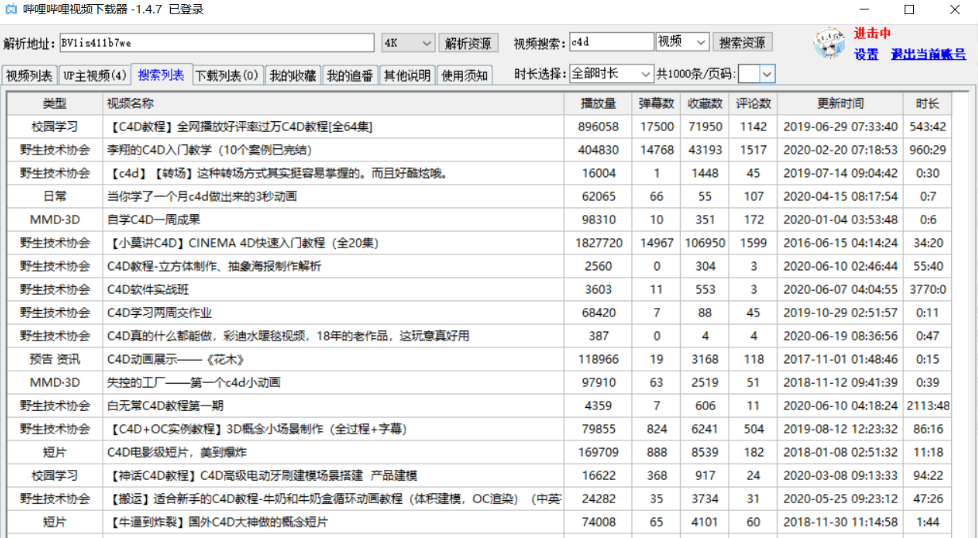 哔哩哔哩视频下载器 -1.4.7 已登录
解析地址: BV1is411b7we 4K 解析资源 视频搜索: c4d 视频 搜索资源 进击中
设置 退出当前账号
视频列表 UP主视频(4) 搜索列表 下载列表(0) 我的收藏 我的追番 其他说明 使用须知 时长选择: 全部时长 共1000条/页码:
类型 视频名称 播放量 弹幕数 收藏数 评论数 更新时间 时长
校园学习 【C4D教程】全网播放好评率过万C4D教程[全64集] 896058 17500 71950 1142 2019-06-29 07:33:40 543:42
野生技术协会 李翔的C4D入门教学（10个案例已完结） 404830 14768 43193 1517 2020-02-20 07:18:53 960:29
野生技术协会 【c4d】【转场】这种转场方式其实挺容易掌握的。而且好酷炫哦。 16004 1 1448 45 2019-07-14 09:04:42 0:30
日常 当你学了一个月c4d做出来的3秒动画 62065 66 55 107 2020-04-15 08:17:54 0:7
MMD·3D 自学C4D一周成果 98310 10 351 172 2020-01-04 03:53:48 0:6
野生技术协会 【小莫讲C4D】CINEMA 4D快速入门教程（全20集） 1827720 14967 106950 1599 2016-06-15 04:14:24 34:20
野生技术协会 C4D教程-立方体制作、抽象海报制作解析 2560 0 304 3 2020-06-10 02:46:44 55:40
野生技术协会 C4D软件实战班 3603 11 553 3 2020-06-07 04:04:55 3770:0
野生技术协会 C4D学习两周交作业 68420 7 88 45 2019-10-29 02:51:57 0:11
野生技术协会 C4D真的什么都能做，彩迪水暖毯视频，18年的老作品，这玩意真好用 387 0 4 4 2020-06-19 08:36:56 0:47
预告 资讯 C4D动画展示——《花木》 118966 19 3168 118 2017-11-01 01:48:46 0:15
MMD·3D 失控的工厂——第一个c4d小动画 97910 63 2519 51 2018-11-12 09:41:39 0:39
野生技术协会 白无常C4D教程第一期 4359 7 606 11 2020-06-10 04:18:24 2113:48
野生技术协会 【C4D+OC实例教程】3D概念小场景制作（全过程+字幕） 79855 824 6241 504 2019-08-12 12:23:32 86:16
短片 C4D电影级短片，美到爆炸 169709 888 8539 182 2018-01-08 02:51:32 11:18
校园学习 【神话C4D教程】C4D高级电动牙刷建模场景搭建 产品建模 16622 368 917 24 2020-03-08 09:13:33 94:22
野生技术协会 【搬运】适合新手的C4D教程-牛奶和牛奶盒循环动画教程（体积建模，OC渲染）（中英 24282 35 3734 31 2020-05-25 09:23:12 47:26
短片 【牛逼到炸裂】国外C4D大神做的概念短片 74008 65 4101 60 2018-11-30 11:14:58 1:44